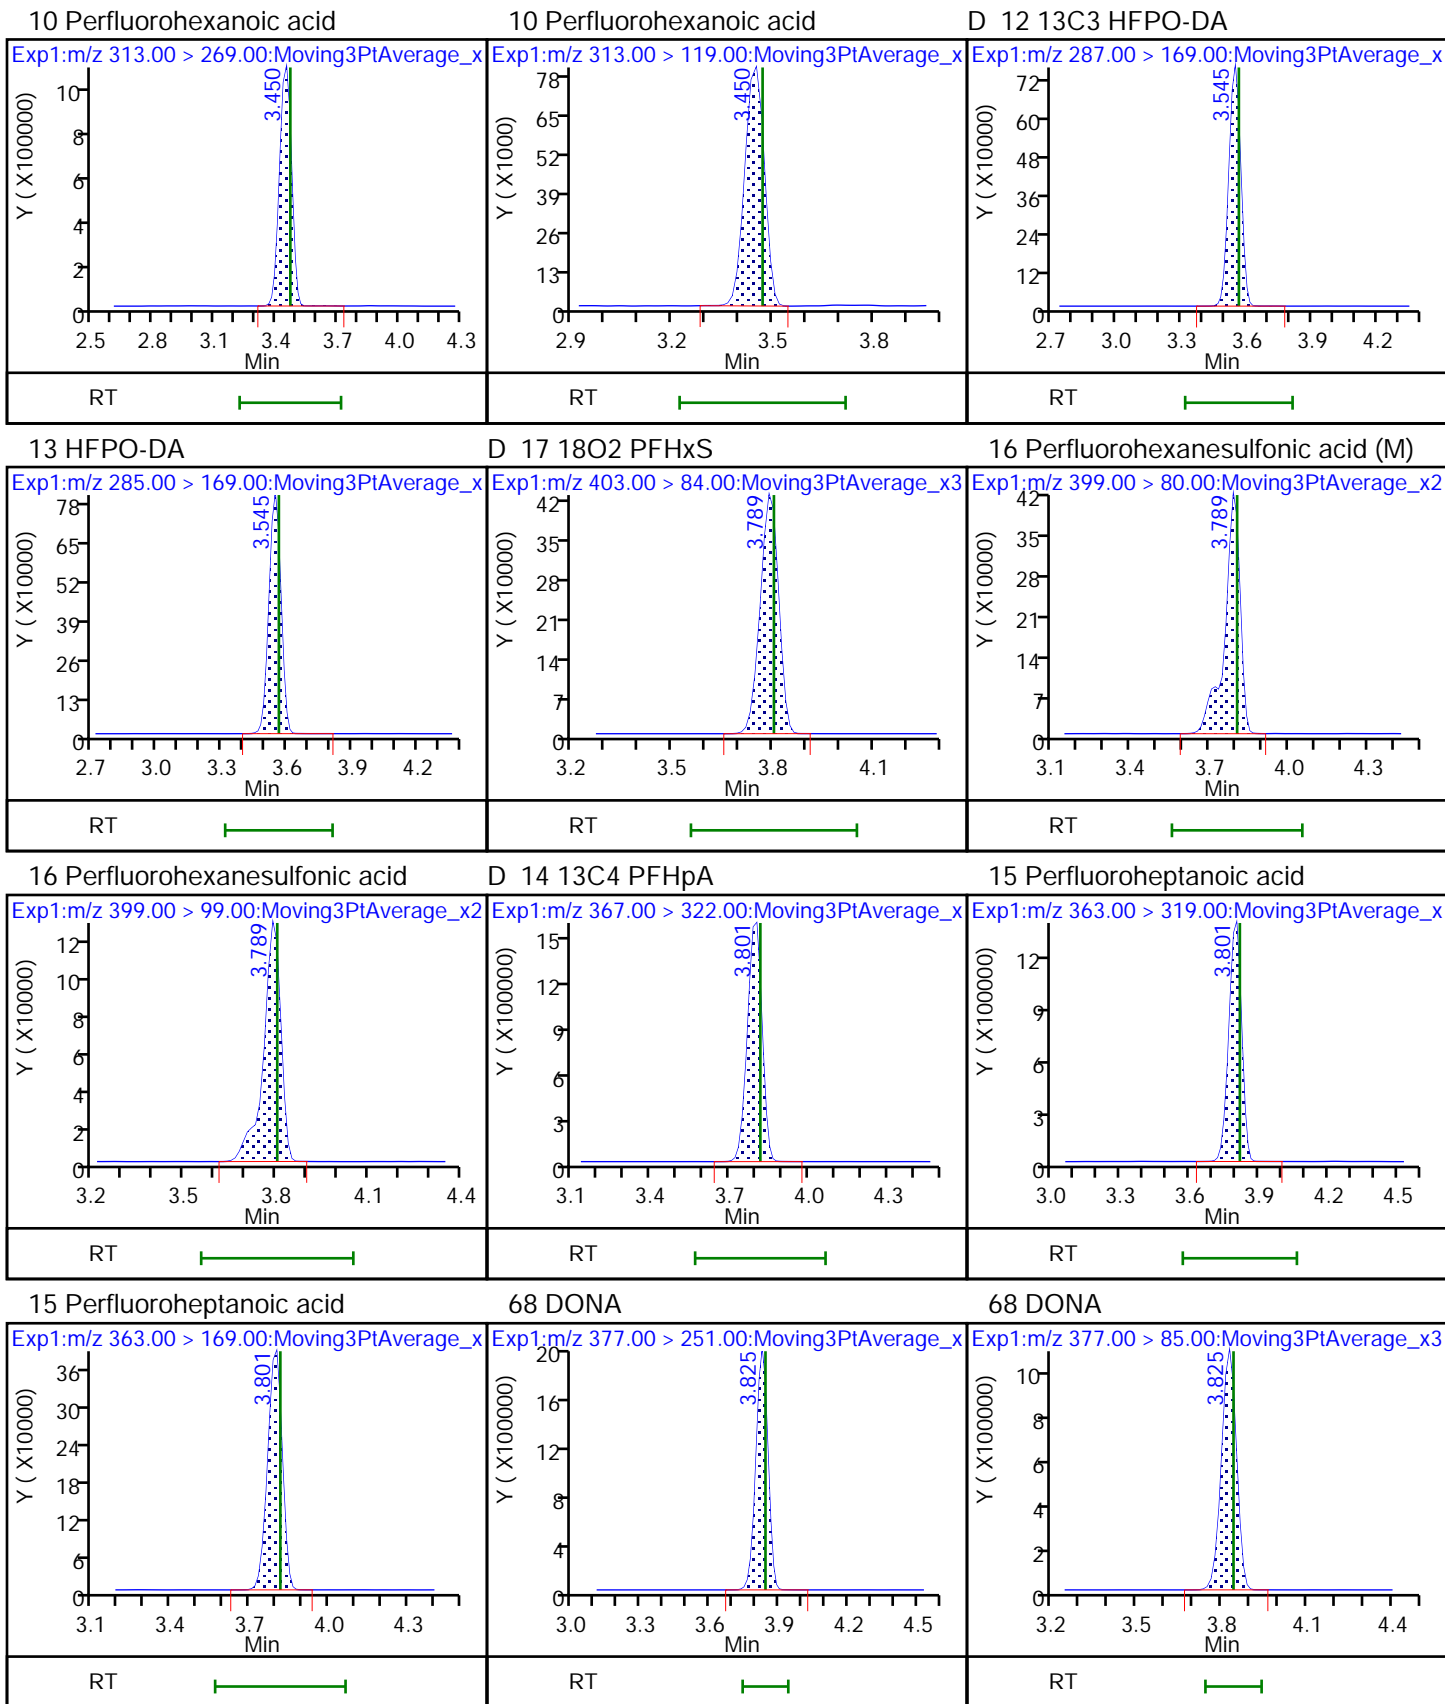 10 Perfluorohexanoic acid
Exp1:m/z 313.00 > 269.00:Moving3PtAverage_x
3.450
Y ( X100000)
10
8
6
4
2
0
2.5 2.8 3.1 3.4 3.7 4.0 4.3
Min
RT
10 Perfluorohexanoic acid
Exp1:m/z 313.00 > 119.00:Moving3PtAverage_x
3.450
Y ( X1000)
78
65
52
39
26
13
0
2.9 3.2 3.5 3.8
Min
RT
D 12 13C3 HFPO-DA
Exp1:m/z 287.00 > 169.00:Moving3PtAverage_x
3.545
Y ( X10000)
72
60
48
36
24
12
0
2.7 3.0 3.3 3.6 3.9 4.2
Min
RT
13 HFPO-DA
Exp1:m/z 285.00 > 169.00:Moving3PtAverage_x
3.545
Y ( X10000)
78
65
52
39
26
13
0
2.7 3.0 3.3 3.6 3.9 4.2
Min
RT
D 17 18O2 PFHxS
Exp1:m/z 403.00 > 84.00:Moving3PtAverage_x3
3.789
Y ( X10000)
42
35
28
21
14
7
0
3.2 3.5 3.8 4.1
Min
RT
16 Perfluorohexanesulfonic acid (M)
Exp1:m/z 399.00 > 80.00:Moving3PtAverage_x2
3.789
Y ( X10000)
42
35
28
21
14
7
0
3.1 3.4 3.7 4.0 4.3
Min
RT
16 Perfluorohexanesulfonic acid
Exp1:m/z 399.00 > 99.00:Moving3PtAverage_x2
3.789
Y ( X10000)
12
10
8
6
4
2
0
3.2 3.5 3.8 4.1 4.4
Min
RT
D 14 13C4 PFHpA
Exp1:m/z 367.00 > 322.00:Moving3PtAverage_x
3.801
Y ( X100000)
15
12
9
6
3
0
3.1 3.4 3.7 4.0 4.3
Min
RT
15 Perfluoroheptanoic acid
Exp1:m/z 363.00 > 319.00:Moving3PtAverage_x
3.801
Y ( X100000)
12
9
6
3
0
3.0 3.3 3.6 3.9 4.2 4.5
Min
RT
15 Perfluoroheptanoic acid
Exp1:m/z 363.00 > 169.00:Moving3PtAverage_x
3.801
Y ( X10000)
36
30
24
18
12
6
0
3.1 3.4 3.7 4.0 4.3
Min
RT
68 DONA
Exp1:m/z 377.00 > 251.00:Moving3PtAverage_x
3.825
Y ( X100000)
20
16
12
8
4
0
3.0 3.3 3.6 3.9 4.2 4.5
Min
RT
68 DONA
Exp1:m/z 377.00 > 85.00:Moving3PtAverage_x3
3.825
Y ( X100000)
10
8
6
4
2
0
3.2 3.5 3.8 4.1 4.4
Min
RT